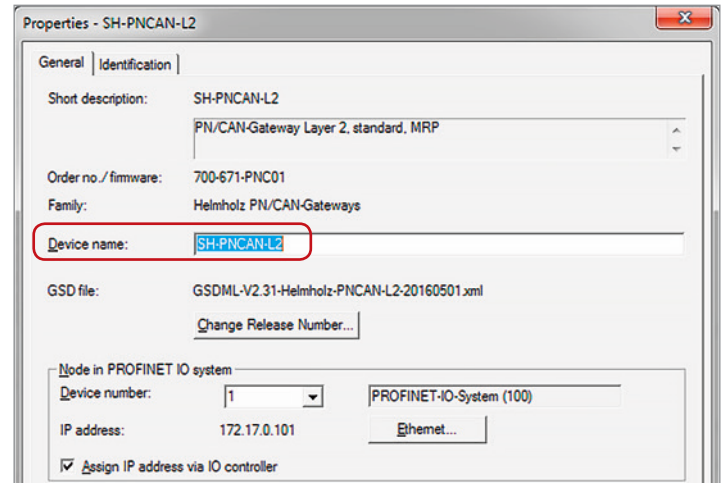 Properties - SH-PNCAN-L2
General Identification
Short description: SH-PNCAN-L2
PN/CAN-Gateway Layer 2, standard, MRP
Order no./ firmware: 700-671-PNC01
Family: Helmholz PN/CAN-Gateways
Device name: SH-PNCAN-L2
GSD file: GSDML-V2.31-Helmholz-PNCAN-L2-20160501.xml
Change Release Number...
Node in PROFINET IO system
Device number: 1 PROFINET-IO-System (100)
IP address: 172.17.0.101 Ethernet...
Assign IP address via IO controller